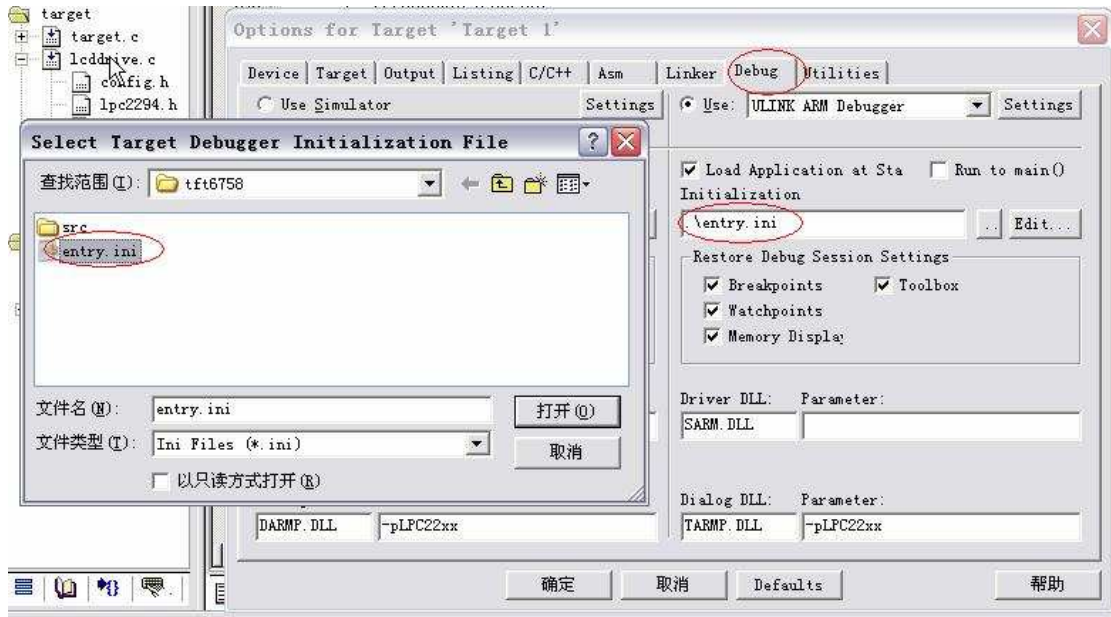 target
target.c
lcddrive.c
config.h
lpc2294.h
Options for Target 'Target 1'
Device Target Output Listing C/C++ Asm Linker Debug Utilities
Use Simulator Settings
Use: ULINK ARM Debugger Settings
Load Application at Sta Run to main()
Initialization
.\entry.ini .. Edit...
Restore Debug Session Settings
Breakpoints Toolbox
Watchpoints
Memory Display
Driver DLL: Parameter:
SARM.DLL
Dialog DLL: Parameter:
DARMP.DLL -pLPC22xx
TARMP.DLL -pLPC22xx
确定 取消 Defaults 帮助
Select Target Debugger Initialization File
查找范围(I): tft6758
src
entry.ini
文件名(N): entry.ini 打开(O)
文件类型(T): Ini Files (*.ini) 取消
以只读方式打开(R)